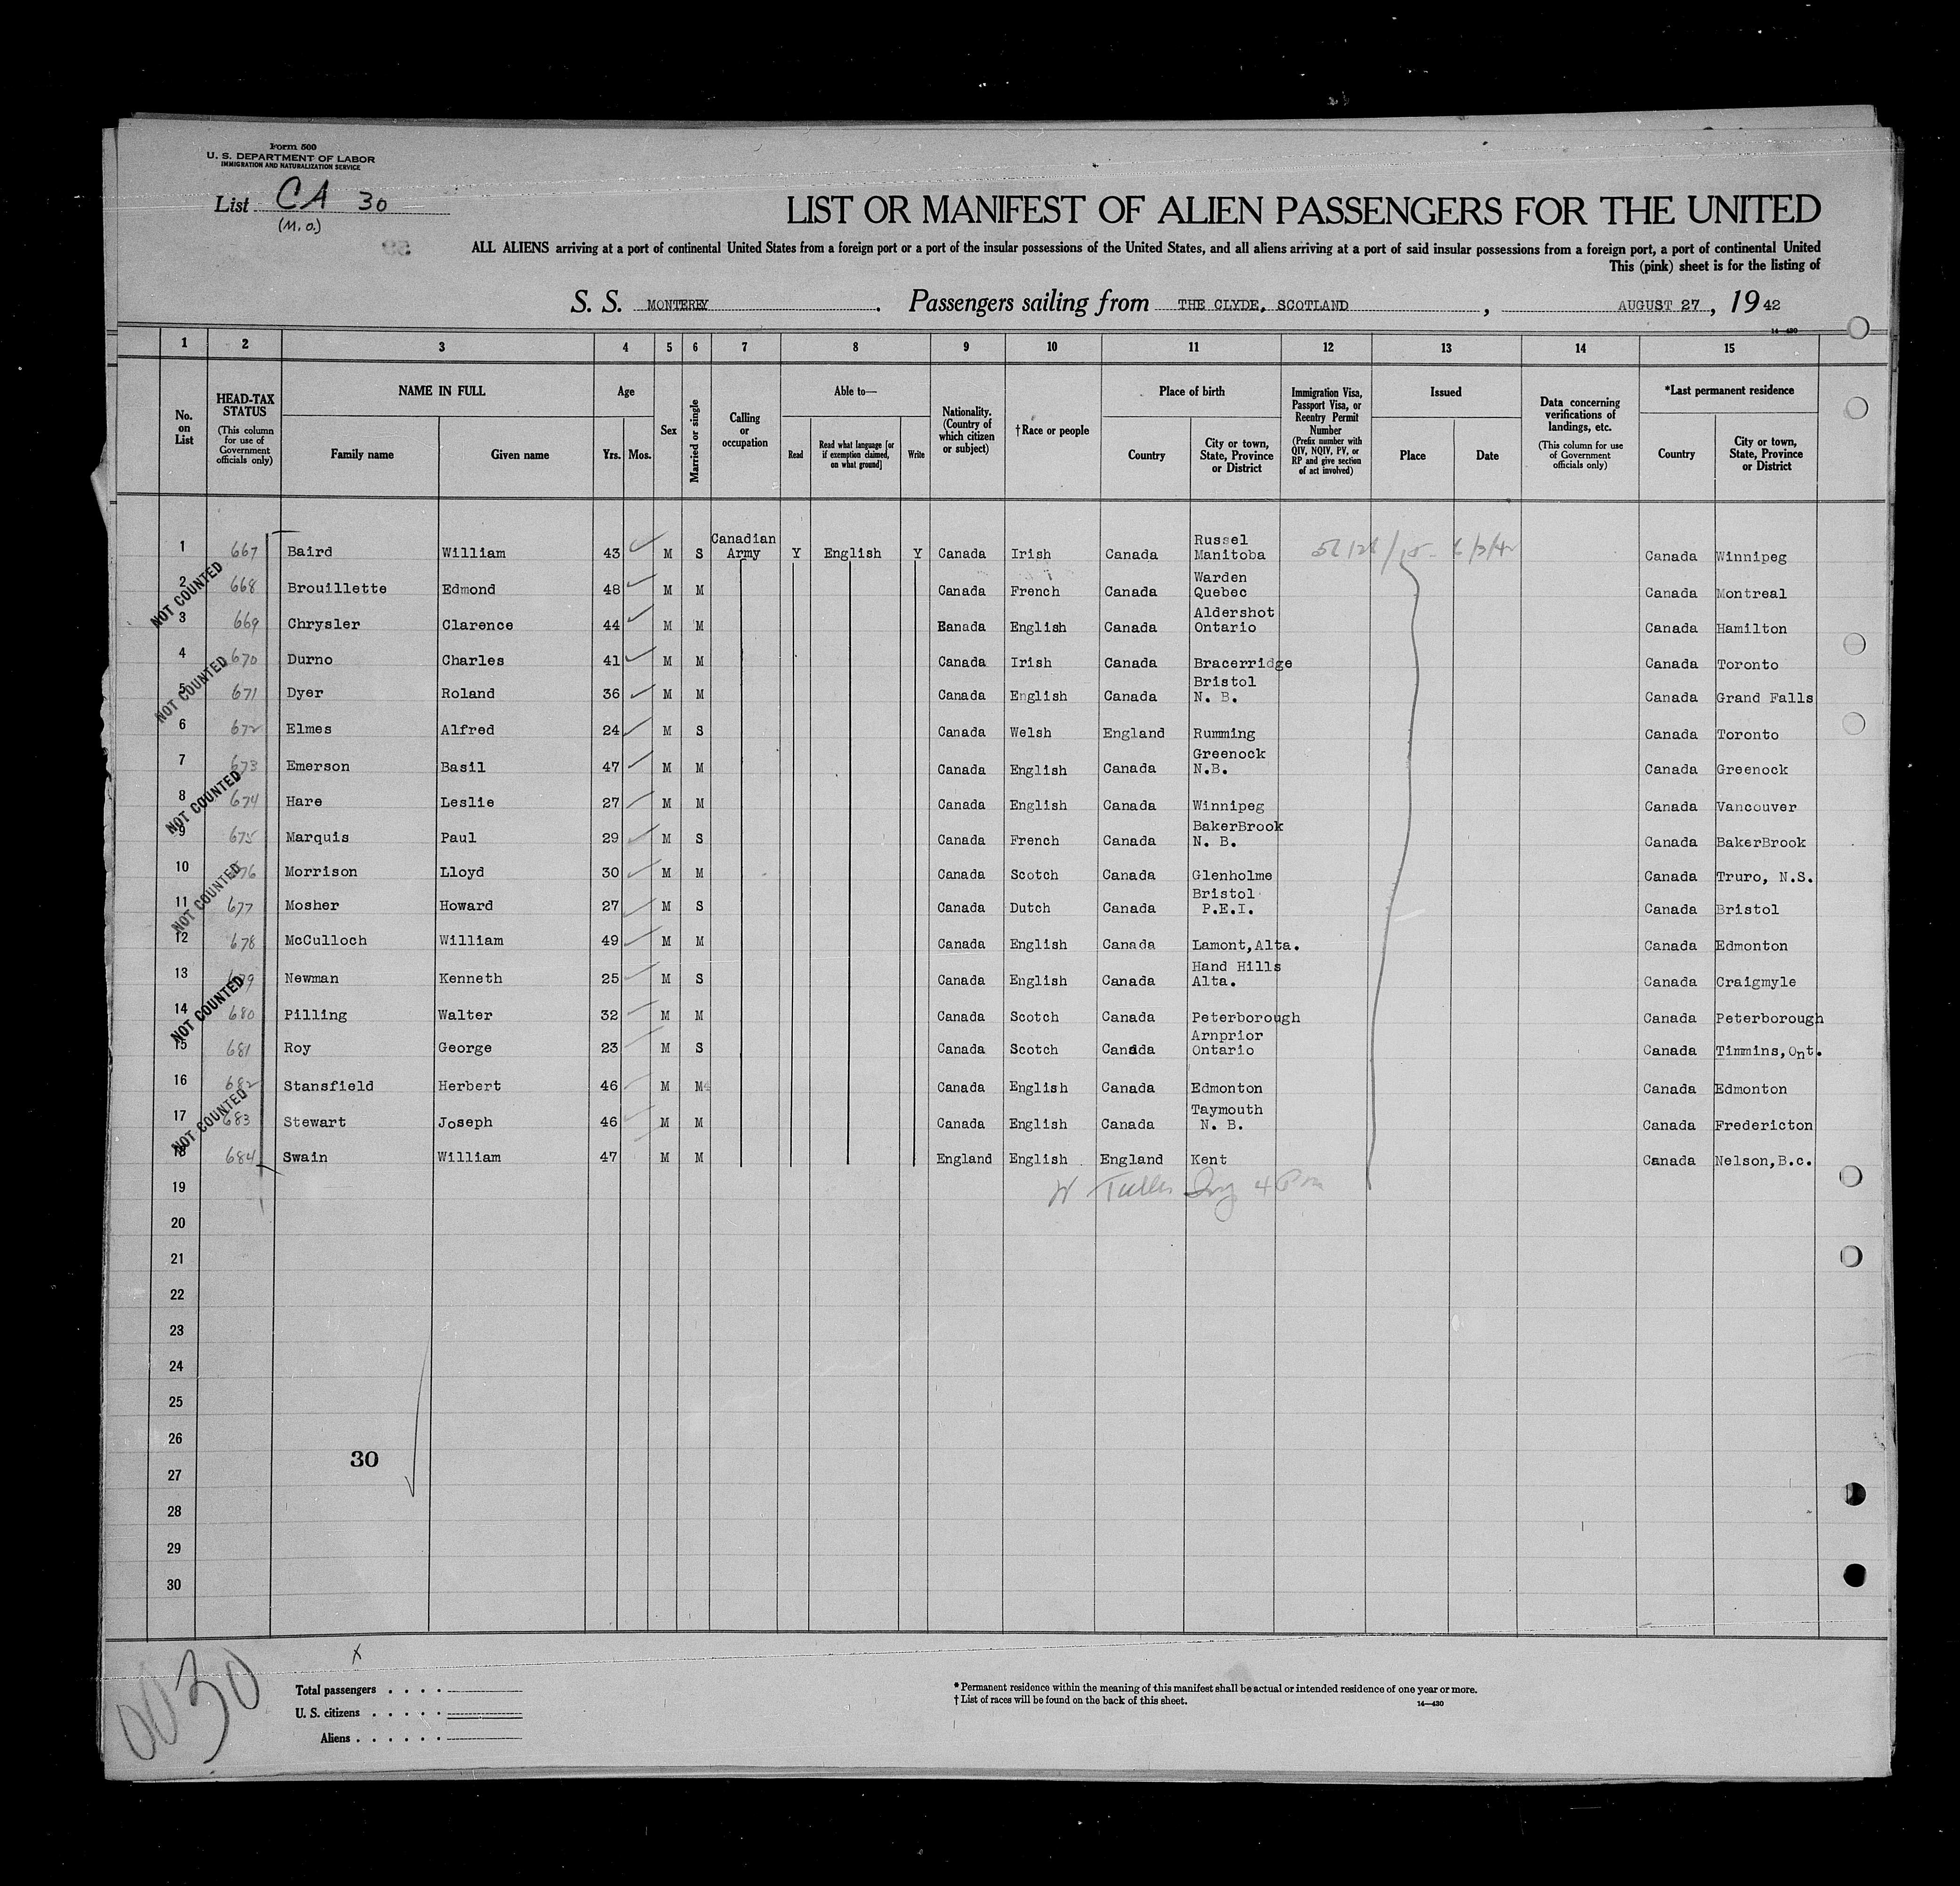 Form 500
U. S. DEPARTMENT OF LABOR
IMMIGRATION AND NATURALIZATION SERVICE
List CA 30
(M. O.)
LIST OR MANIFEST OF ALIEN PASSENGERS FOR THE UNITED
ALL ALIENS arriving at a port of continental United States from a foreign port or a port of the insular possessions of the United States, and all aliens arriving at a port of said insular possessions from a foreign port, a port of continental United
This (pink) sheet is for the listing of
S. S. MONTEREY. Passengers sailing from THE CLYDE, SCOTLAND, AUGUST 27, 1942
14—430
1 2 3 4 5 6 7 8 9 10 11 12 13 14 15
No. on List
HEAD-TAX STATUS (This column for use of Government officials only)
NAME IN FULL Family name Given name
Age Yrs. Mos.
Sex
Married or single
Calling or occupation
Able to— Read Read what language [or if exemption claimed, on what ground] Write
Nationality. (Country of which citizen or subject)
†Race or people
Place of birth Country City or town, State, Province or District
Immigration Visa, Passport Visa, or Reentry Permit Number (Prefix number with QIV, NQIV, PV, or RP and give section of act involved)
Issued Place Date
Data concerning verifications of landings, etc. (This column for use of Government officials only)
*Last permanent residence Country City or town, State, Province or District
1 667 Baird William 43 M S Canadian Army Y English Y Canada Irish Canada Russel Manitoba Canada Winnipeg
2 668 Brouillette Edmond 48 M M Canada French Canada Warden Quebec Canada Montreal
NOT COUNTED
3 669 Chrysler Clarence 44 M M Eanada English Canada Aldershot Ontario Canada Hamilton
4 670 Durno Charles 41 M M Canada Irish Canada Bracerridge Canada Toronto
NOT COUNTED
5 671 Dyer Roland 36 M M Canada English Canada Bristol N. B. Canada Grand Falls
6 672 Elmes Alfred 24 M S Canada Welsh England Rumming Canada Toronto
7 673 Emerson Basil 47 M M Canada English Canada Greenock N.B. Canada Greenock
NOT COUNTED
8 674 Hare Leslie 27 M M Canada English Canada Winnipeg Canada Vancouver
9 675 Marquis Paul 29 M S Canada French Canada BakerBrook N. B. Canada BakerBrook
10 676 Morrison Lloyd 30 M M Canada Scotch Canada Glenholme Canada Truro, N.S.
NOT COUNTED
11 677 Mosher Howard 27 M S Canada Dutch Canada Bristol P.E.I. Canada Bristol
12 678 McCulloch William 49 M M Canada English Canada Lamont,Alta. Canada Edmonton
13 679 Newman Kenneth 25 M S Canada English Canada Hand Hills Alta. Canada Craigmyle
NOT COUNTED
14 680 Pilling Walter 32 M M Canada Scotch Canada Peterborough Canada Peterborough
15 681 Roy George 23 M S Canada Scotch Canada Arnprior Ontario Canada Timmins,Ont.
16 682 Stansfield Herbert 46 M M Canada English Canada Edmonton Canada Edmonton
NOT COUNTED
17 683 Stewart Joseph 46 M M Canada English Canada Taymouth N. B. Canada Fredericton
18 684 Swain William 47 M M England English England Kent Canada Nelson,B.c.
19
20
21
22
23
24
25
26
30
27
28
29
30
0030
X
Total passengers
U. S. citizens
Aliens
* Permanent residence within the meaning of this manifest shall be actual or intended residence of one year or more.
† List of races will be found on the back of this sheet.
14—430